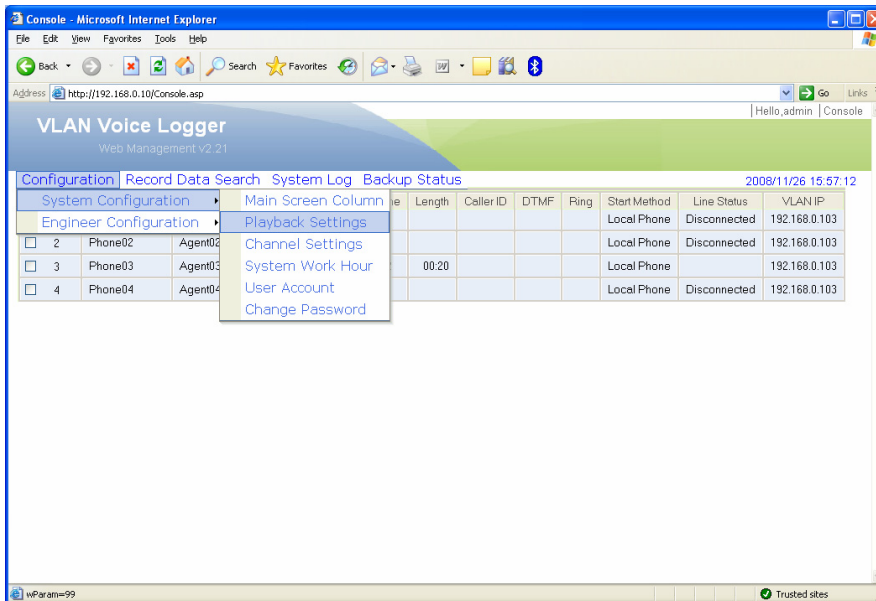 Console - Microsoft Internet Explorer
File Edit View Favorites Tools Help
Back Search Favorites
Address http://192.168.0.10/Console.asp Go Links
Hello,admin | Console
VLAN Voice Logger
Web Management v2.21
Configuration Record Data Search System Log Backup Status 2008/11/26 15:57:12
System Configuration
Engineer Configuration
Main Screen Column
Playback Settings
Channel Settings
System Work Hour
User Account
Change Password
Length Caller ID DTMF Ring Start Method Line Status VLAN IP
Local Phone Disconnected 192.168.0.103
2 Phone02 Agent02 Local Phone Disconnected 192.168.0.103
3 Phone03 Agent03 00:20 Local Phone 192.168.0.103
4 Phone04 Agent04 Local Phone Disconnected 192.168.0.103
wParam=99 Trusted sites